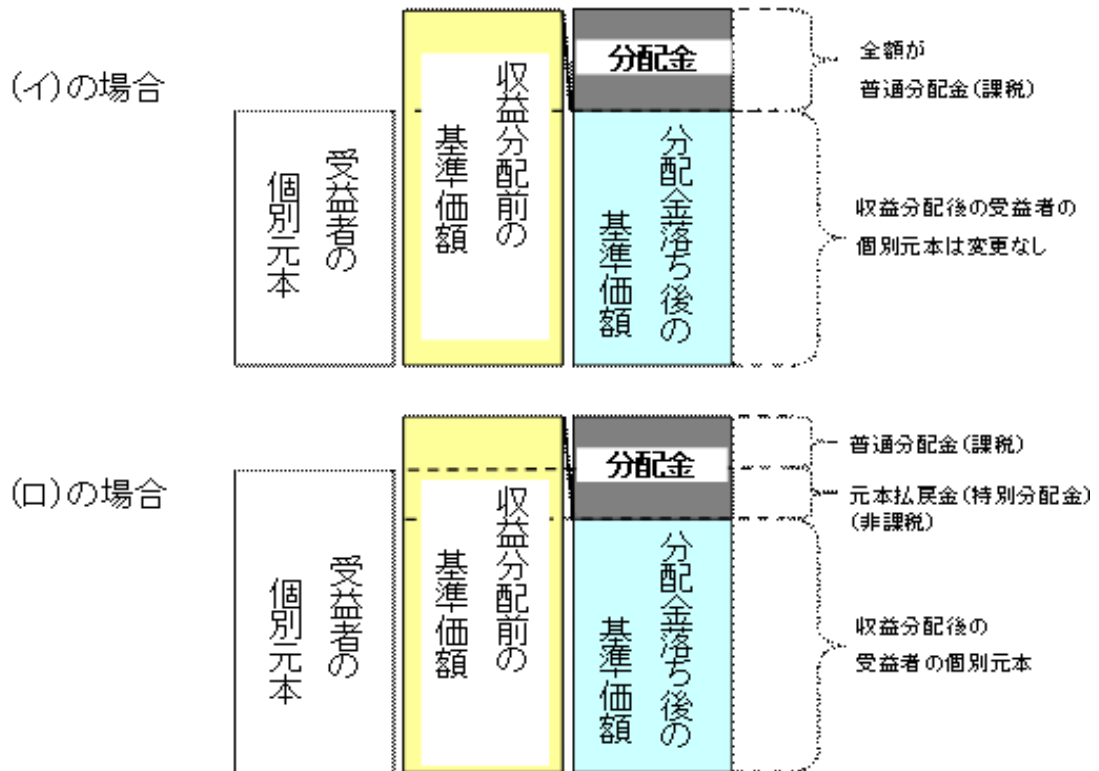 (イ)の場合
受益者の
個別元本
収益分配前の
基準価額
分配金
分配金落ち後の
基準価額
全額が
普通分配金(課税)
収益分配後の受益者の
個別元本は変更なし
(ロ)の場合
受益者の
個別元本
収益分配前の
基準価額
分配金
分配金落ち後の
基準価額
普通分配金(課税)
元本払戻金(特別分配金)
(非課税)
収益分配後の
受益者の個別元本